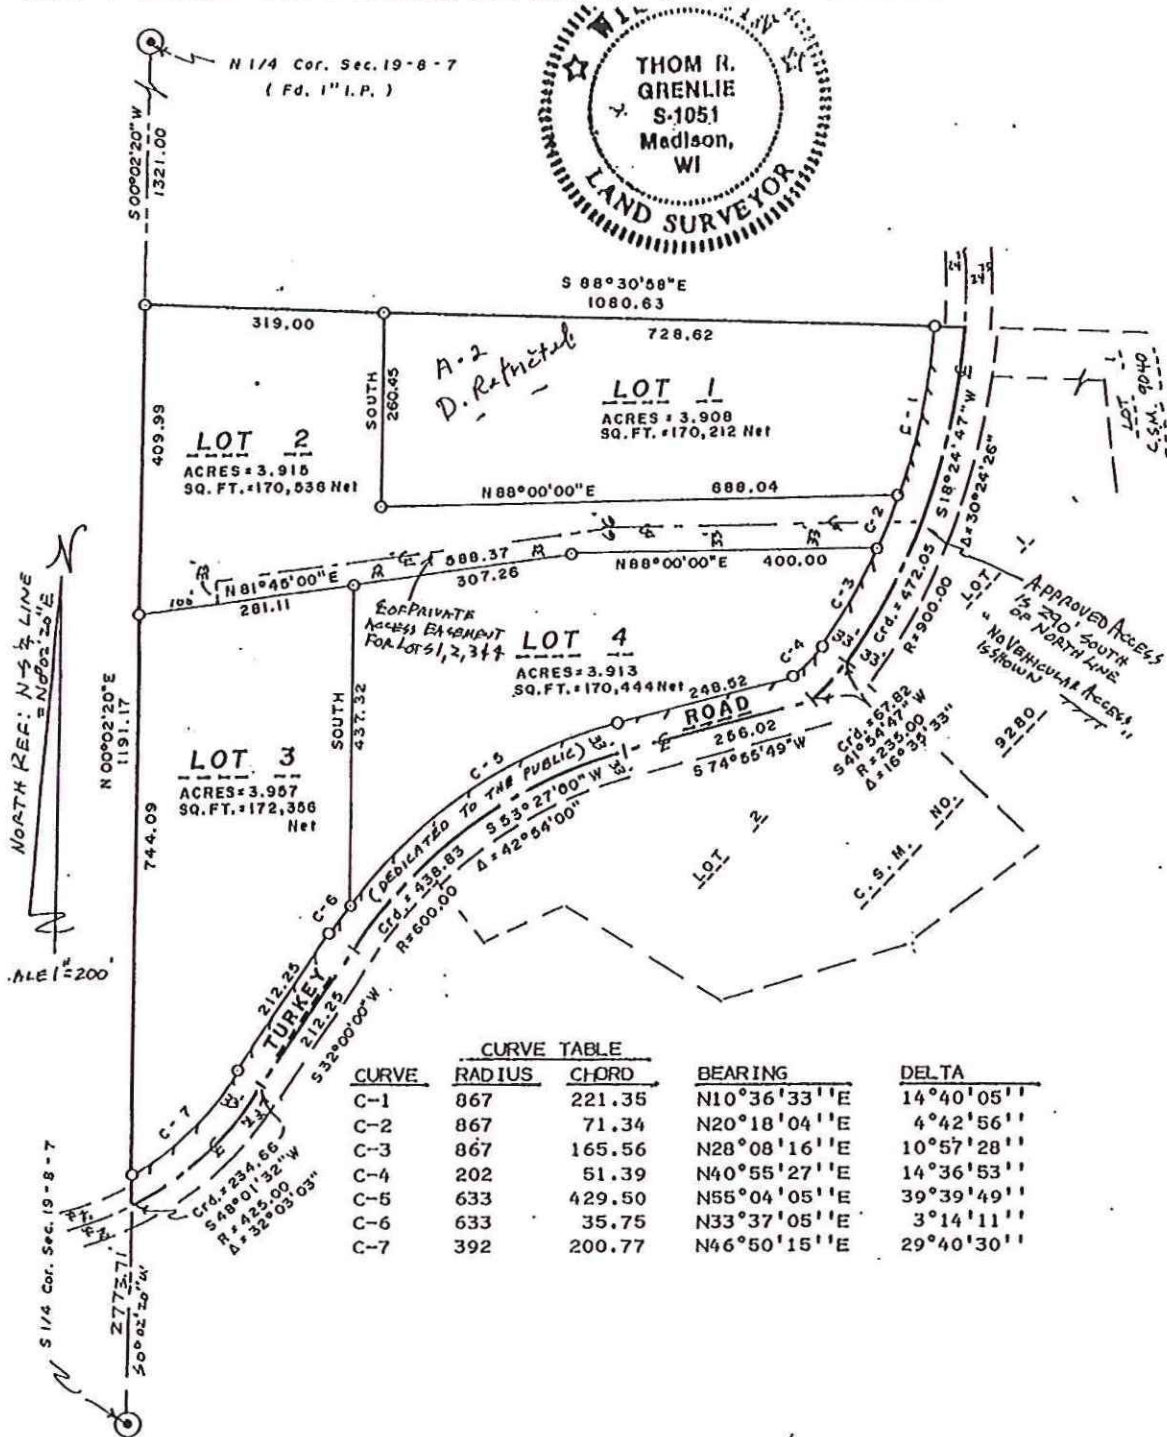 N 1/4 Cor. Sec. 19-8-7
( Fd. 1" I.P. )
THOM R.
GRENLIE
S-1051
Madison,
WI
LAND SURVEYOR
S 00°02'20"W
1321.00
S 88°30'58"E
1080.63
319.00
728.62
A-2
SOUTH
260.45
LOT 1
ACRES = 3.908
SQ.FT. = 170,212 Net
C-1
409.99
LOT 2
ACRES = 3.915
SQ.FT. = 170,536 Net
N88°00'00"E
688.04
C-2
S18°24'47"W
Δ=30°24'26"
N81°45'00"E
588.37
307.26
281.11
100'
N88°00'00"E
400.00
C-3
Crd.=472.05
R=900.00
LOT 1
APPROVED ACCESS
IS 290' SOUTH
OF NORTH LINE
"NO VEHICULAR ACCESS"
IS SHOWN
NORTH REF: N-S 1/4 LINE
= N0°02'20"E
N
PRIVATE
ACCESS EASEMENT
FOR LOTS 1, 2, 3 & 4
LOT 4
ACRES = 3.913
SQ.FT. = 170,444 Net
C-4
33'
33'
248.52
ROAD
256.02
S 74°55'49"W
Crd.=67.82
S41°54'47"W
R=235.00
Δ=16°35'33"
N 00°02'20"E
1191.17
SOUTH
437.32
LOT 3
ACRES = 3.957
SQ.FT. = 172,356
Net
744.09
C-5
(DEDICATED TO THE PUBLIC)
Crd.=438.83
S53°27'00"W
R=600.00
Δ=42°54'00"
LOT 2
C.S.M. NO. 9280
ALE 1"=200'
C-6
212.25
TURKEY
212.25
S32°00'00"W
C-7
Crd.=234.66
S48°01'32"W
R=425.00
Δ=32°03'03"
CURVE TABLE
CURVE RADIUS CHORD BEARING DELTA
C-1 867 221.35 N10°36'33''E 14°40'05''
C-2 867 71.34 N20°18'04''E 4°42'56''
C-3 867 165.56 N28°08'16''E 10°57'28''
C-4 202 51.39 N40°55'27''E 14°36'53''
C-5 633 429.50 N55°04'05''E 39°39'49''
C-6 633 35.75 N33°37'05''E 3°14'11''
C-7 392 200.77 N46°50'15''E 29°40'30''
S 1/4 Cor. Sec. 19-8-7
2773.71
S0°02'20"W